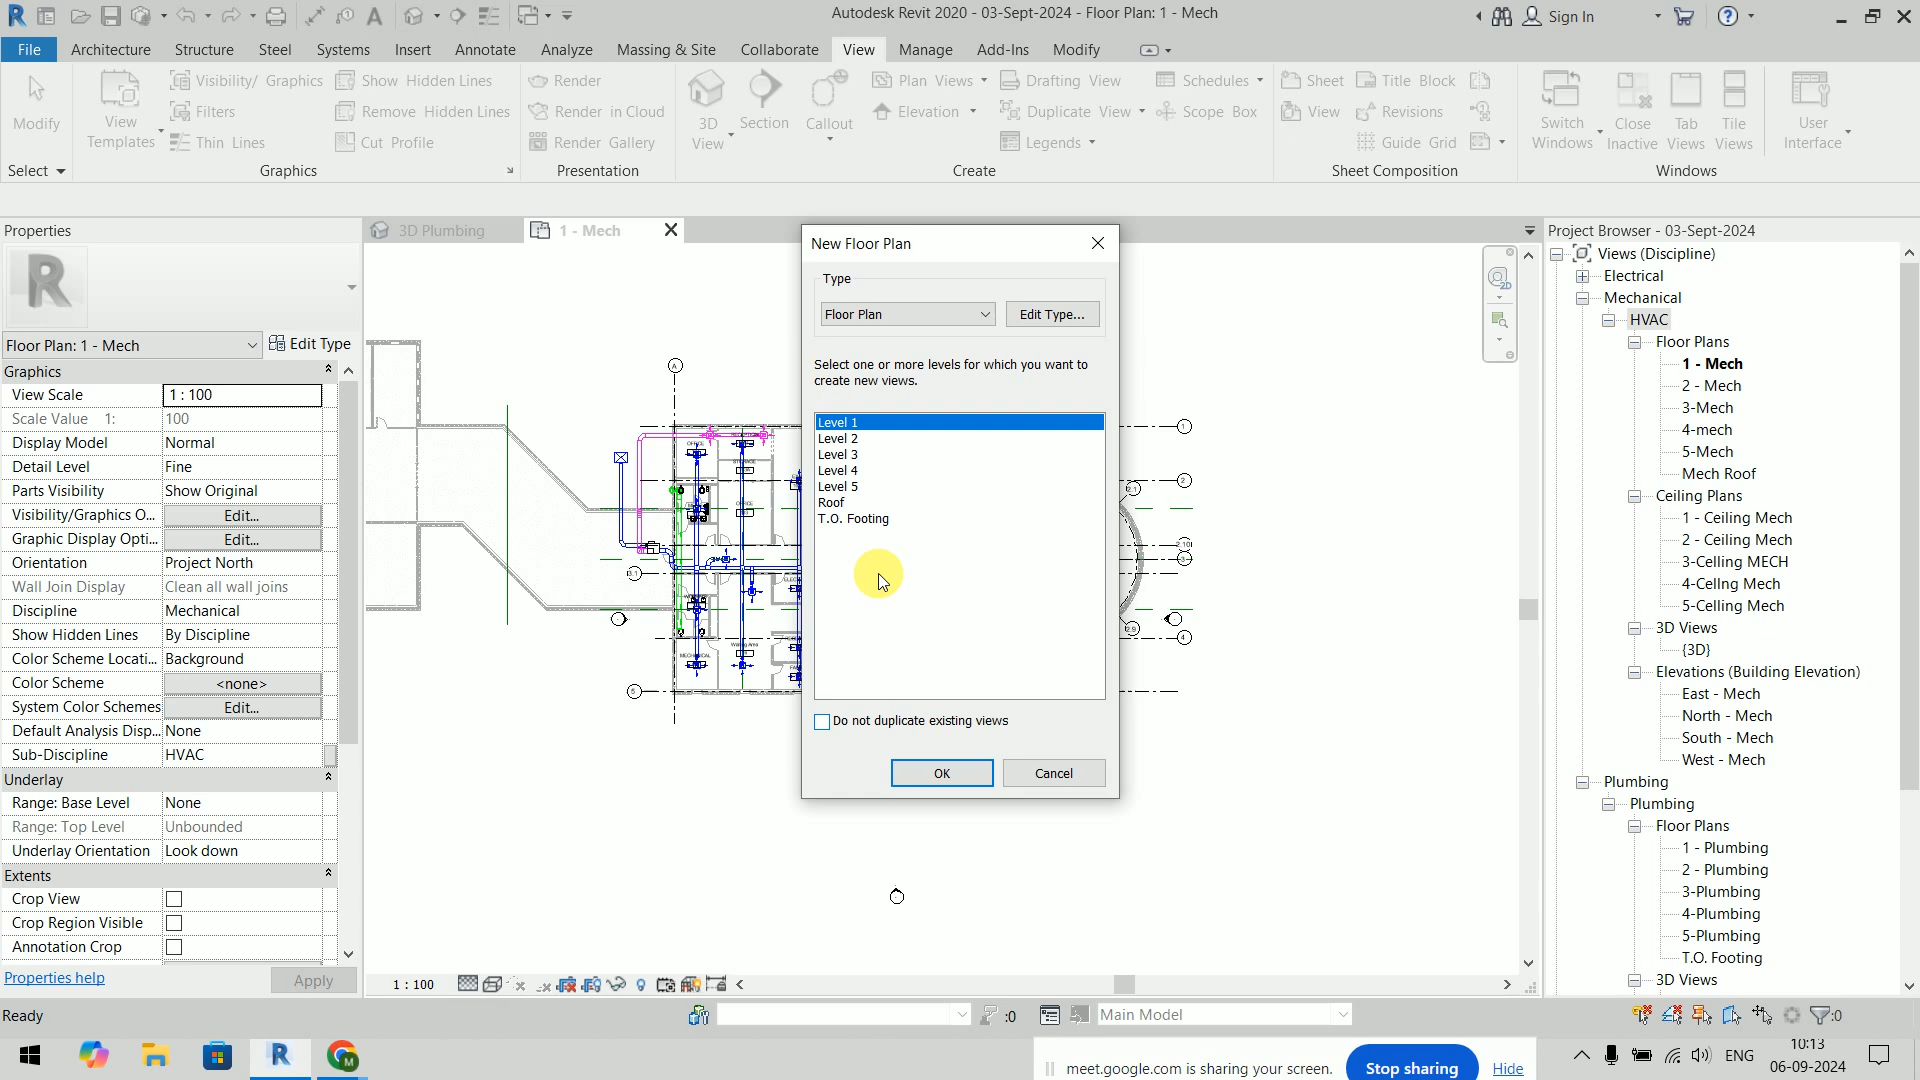 Autodesk Revit 2020 - 03-Sept-2024 - Floor Plan: 1 - Mech
Sign In
File Architecture Structure Steel Systems Insert Annotate Analyze Massing & Site Collaborate View Manage Add-Ins Modify
Modify
Select
View Templates
Visibility/ Graphics
Filters
Thin Lines
Show Hidden Lines
Remove Hidden Lines
Cut Profile
Graphics
Render
Render in Cloud
Render Gallery
Presentation
3D View
Section
Callout
Plan Views
Elevation
Drafting View
Duplicate View
Legends
Schedules
Scope Box
Create
Sheet
View
Title Block
Revisions
Guide Grid
Sheet Composition
Switch Windows
Close Inactive
Tab Views
Tile Views
User Interface
Windows
Properties
Floor Plan: 1 - Mech
Edit Type
Graphics
View Scale 1 : 100
Scale Value 1: 100
Display Model Normal
Detail Level Fine
Parts Visibility Show Original
Visibility/Graphics O... Edit...
Graphic Display Opti... Edit...
Orientation Project North
Wall Join Display Clean all wall joins
Discipline Mechanical
Show Hidden Lines By Discipline
Color Scheme Locati... Background
Color Scheme <none>
System Color Schemes Edit...
Default Analysis Disp... None
Sub-Discipline HVAC
Underlay
Range: Base Level None
Range: Top Level Unbounded
Underlay Orientation Look down
Extents
Crop View
Crop Region Visible
Annotation Crop
Properties help
Apply
3D Plumbing
1 - Mech
New Floor Plan
Type
Floor Plan
Edit Type...
Select one or more levels for which you want to
create new views.
Level 1
Level 2
Level 3
Level 4
Level 5
Roof
T.O. Footing
Do not duplicate existing views
OK
Cancel
1 : 100
Project Browser - 03-Sept-2024
Views (Discipline)
Electrical
Mechanical
HVAC
Floor Plans
1 - Mech
2 - Mech
3-Mech
4-mech
5-Mech
Mech Roof
Ceiling Plans
1 - Ceiling Mech
2 - Ceiling Mech
3-Celling MECH
4-Cellng Mech
5-Celling Mech
3D Views
{3D}
Elevations (Building Elevation)
East - Mech
North - Mech
South - Mech
West - Mech
Plumbing
Plumbing
Floor Plans
1 - Plumbing
2 - Plumbing
3-Plumbing
4-Plumbing
5-Plumbing
T.O. Footing
3D Views
Ready
:0
Main Model
:0
meet.google.com is sharing your screen.
Stop sharing
Hide
ENG
10:13
06-09-2024